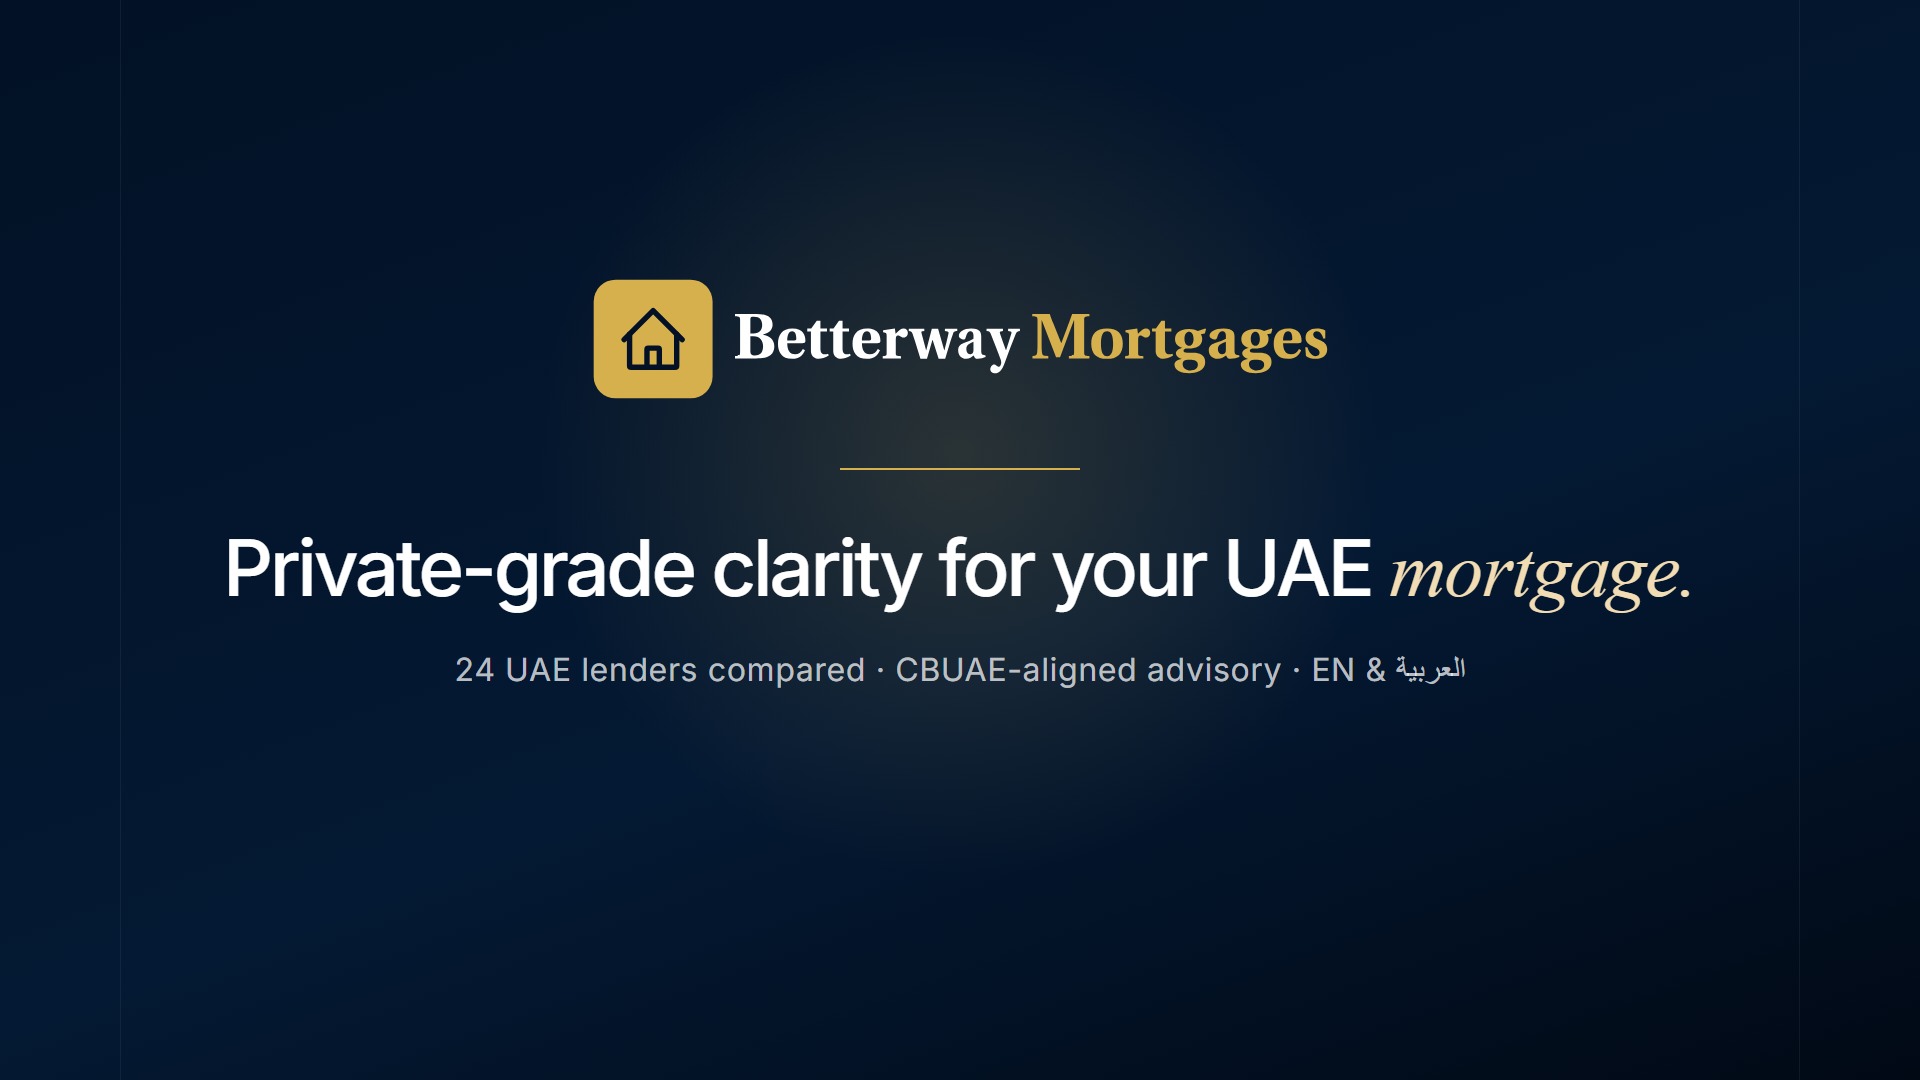 Betterway Mortgages
Private-grade clarity for your UAE mortgage.
24 UAE lenders compared · CBUAE-aligned advisory · EN & العربية